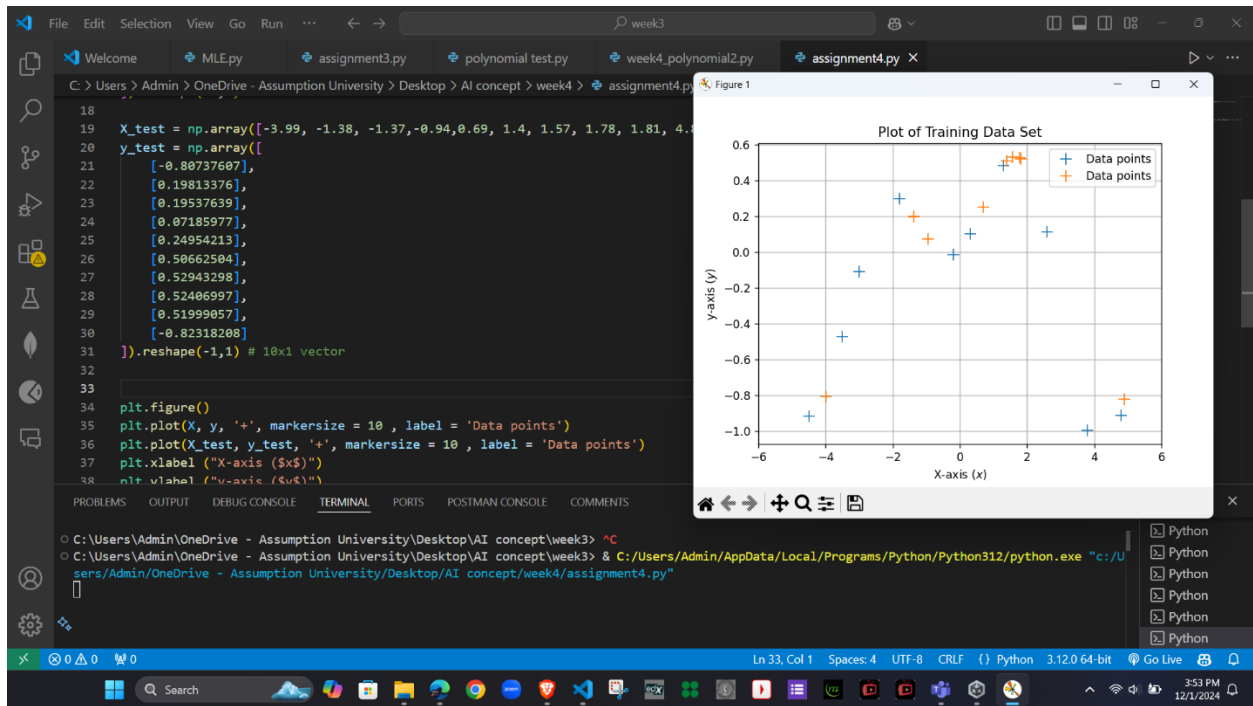 File Edit Selection View Go Run ··· week3
Welcome MLE.py assignment3.py polynomial test.py week4_polynomial2.py assignment4.py
C: > Users > Admin > OneDrive - Assumption University > Desktop > AI concept > week4 > assignment4.py
18
19 X_test = np.array([-3.99, -1.38, -1.37,-0.94,0.69, 1.4, 1.57, 1.78, 1.81, 4.8
20 y_test = np.array([
21 [-0.80737607],
22 [0.19813376],
23 [0.19537639],
24 [0.07185977],
25 [0.24954213],
26 [0.50662504],
27 [0.52943298],
28 [0.52406997],
29 [0.51999057],
30 [-0.82318208]
31 ]).reshape(-1,1) # 10x1 vector
32
33
34 plt.figure()
35 plt.plot(X, y, '+', markersize = 10 , label = 'Data points')
36 plt.plot(X_test, y_test, '+', markersize = 10 , label = 'Data points')
37 plt.xlabel ("X-axis ($x$)")
38 plt.ylabel ("y-axis ($y$)")
Figure 1
Plot of Training Data Set
Data points
Data points
0.6
0.4
0.2
0.0
−0.2
−0.4
−0.6
−0.8
−1.0
y-axis (y)
−6 −4 −2 0 2 4 6
X-axis (x)
PROBLEMS OUTPUT DEBUG CONSOLE TERMINAL PORTS POSTMAN CONSOLE COMMENTS
C:\Users\Admin\OneDrive - Assumption University\Desktop\AI concept\week3> ^C
C:\Users\Admin\OneDrive - Assumption University\Desktop\AI concept\week3> & C:/Users/Admin/AppData/Local/Programs/Python/Python312/python.exe "c:/U
sers/Admin/OneDrive - Assumption University/Desktop/AI concept/week4/assignment4.py"
Python
Python
Python
Python
Python
Python
0 0 0 Ln 33, Col 1 Spaces: 4 UTF-8 CRLF {} Python 3.12.0 64-bit Go Live
Search
3:53 PM
12/1/2024